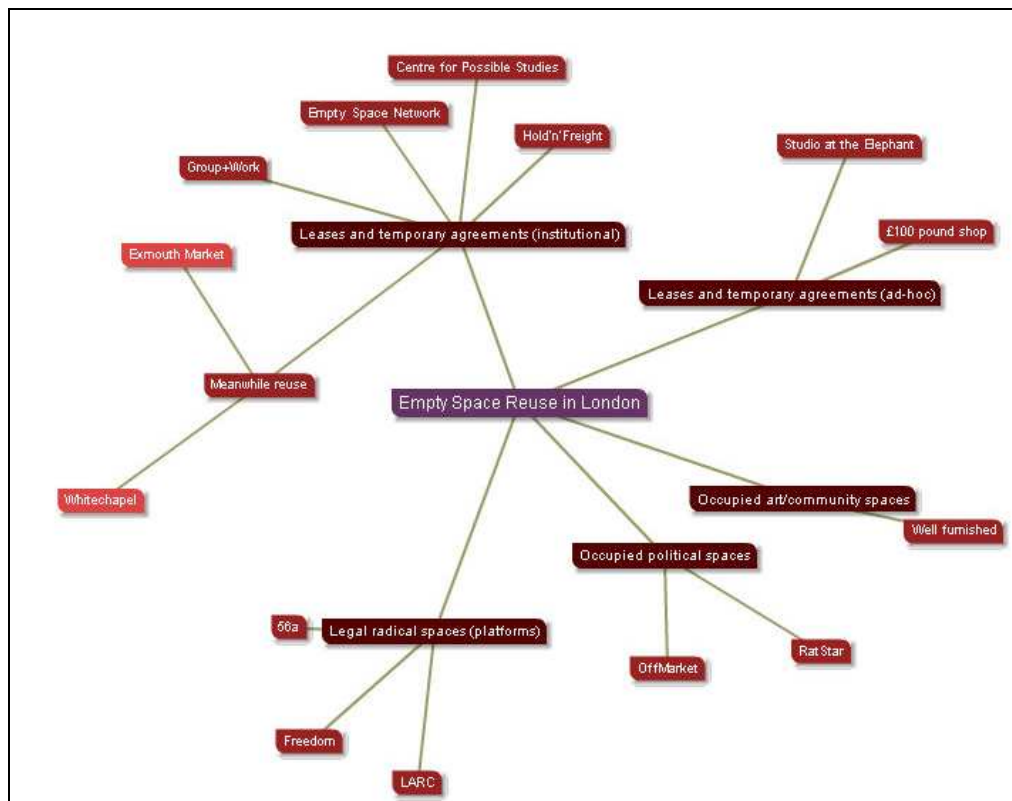 Centre for Possible Studies
Empty Space Network
Hold'n'Freight
Studio at the Elephant
Group+Work
Leases and temporary agreements (institutional)
£100 pound shop
Exmouth Market
Leases and temporary agreements (ad-hoc)
Meanwhile reuse
Empty Space Reuse in London
Whitechapel
Occupied art/community spaces
Well furnished
Occupied political spaces
56a
Legal radical spaces (platforms)
RatStar
OffMarket
Freedom
LARC